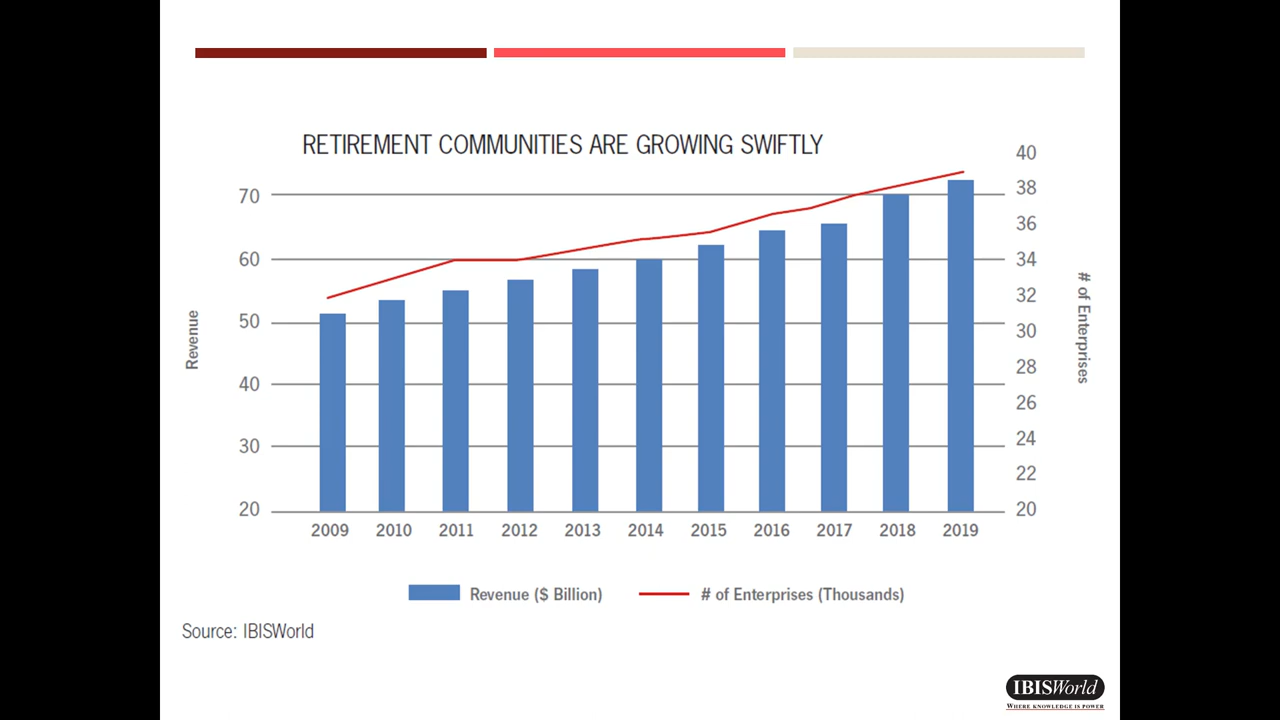 RETIREMENT COMMUNITIES ARE GROWING SWIFTLY
70
60
50
40
30
20
Revenue
40
38
36
34
32
30
28
26
24
22
20
# of Enterprises
2009 2010 2011 2012 2013 2014 2015 2016 2017 2018 2019
Revenue ($ Billion) # of Enterprises (Thousands)
Source: IBISWorld
IBISWorld
WHERE KNOWLEDGE IS POWER